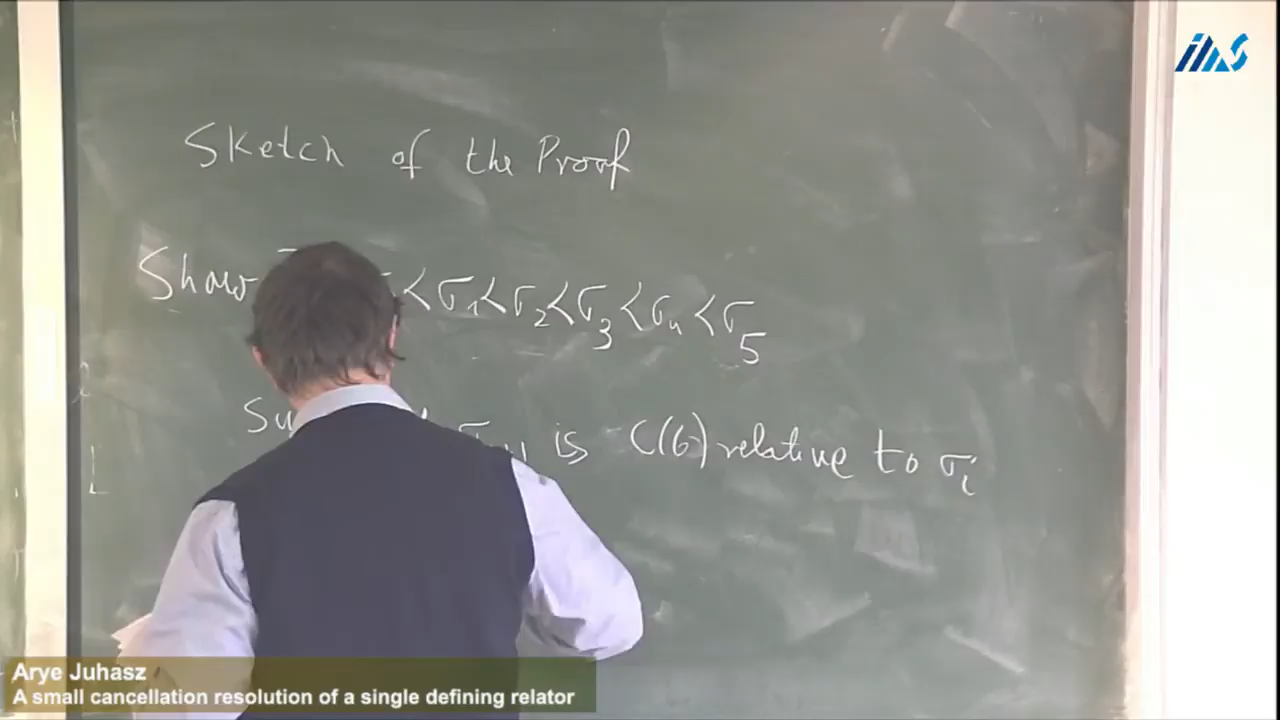 iias
Sketch of the Proof
Show < σ₁ < σ₂ < σ₃ < σ₄ < σ₅
is C(6) relative to σᵢ
Arye Juhasz
A small cancellation resolution of a single defining relator